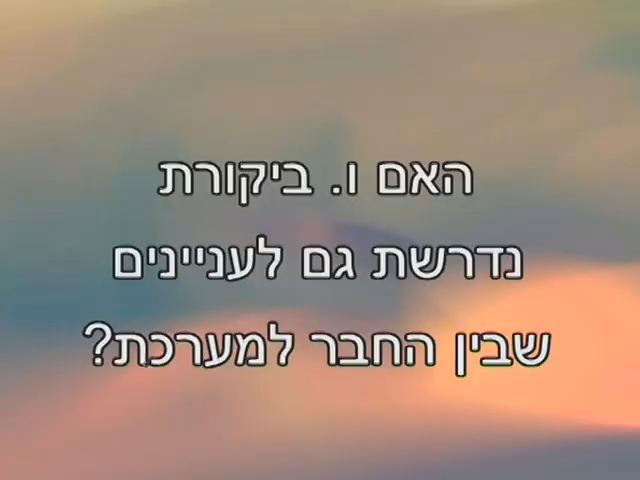 האם ו. ביקורת
נדרשת גם לעניינים
שבין החבר למערכת?